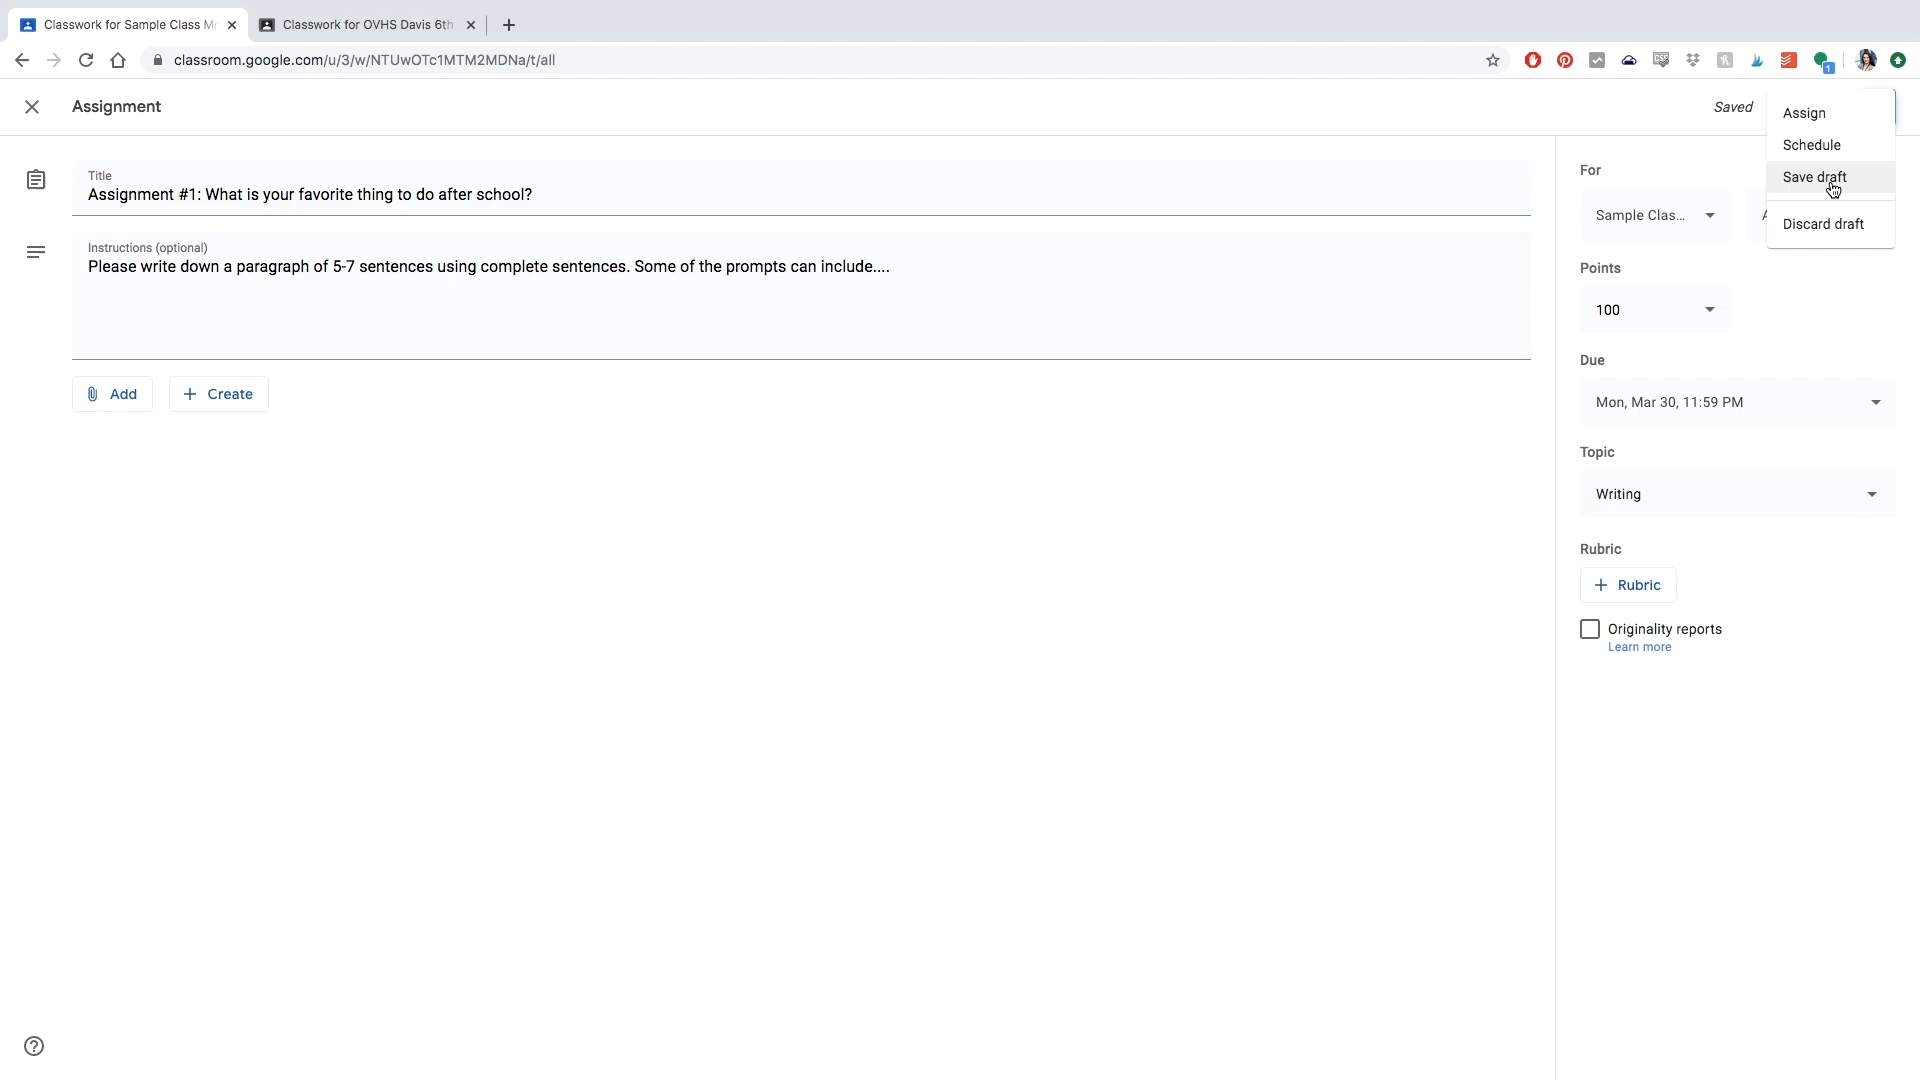 Classwork for Sample Class Mr
Classwork for OVHS Davis 6th
classroom.google.com/u/3/w/NTUwOTc1MTM2MDNa/t/all
CSS
1
Assignment
Saved
Assign
Schedule
Save draft
Discard draft
Title
Assignment #1: What is your favorite thing to do after school?
Instructions (optional)
Please write down a paragraph of 5-7 sentences using complete sentences. Some of the prompts can include....
Add
Create
For
Sample Clas...
Points
100
Due
Mon, Mar 30, 11:59 PM
Topic
Writing
Rubric
Rubric
Originality reports
Learn more